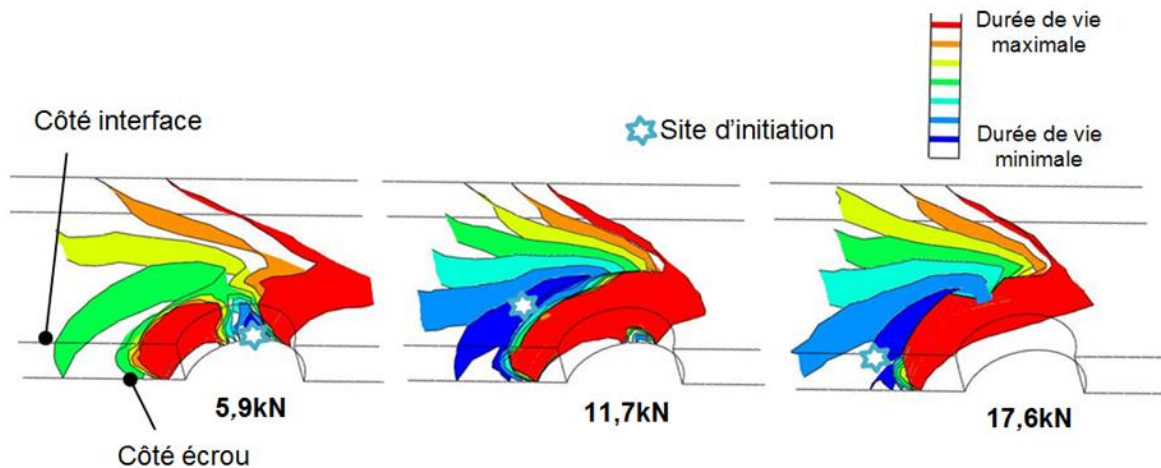 Durée de vie
maximale
Côté interface
Site d'initiation
Durée de vie
minimale
5,9kN
11,7kN
17,6kN
Côté écrou